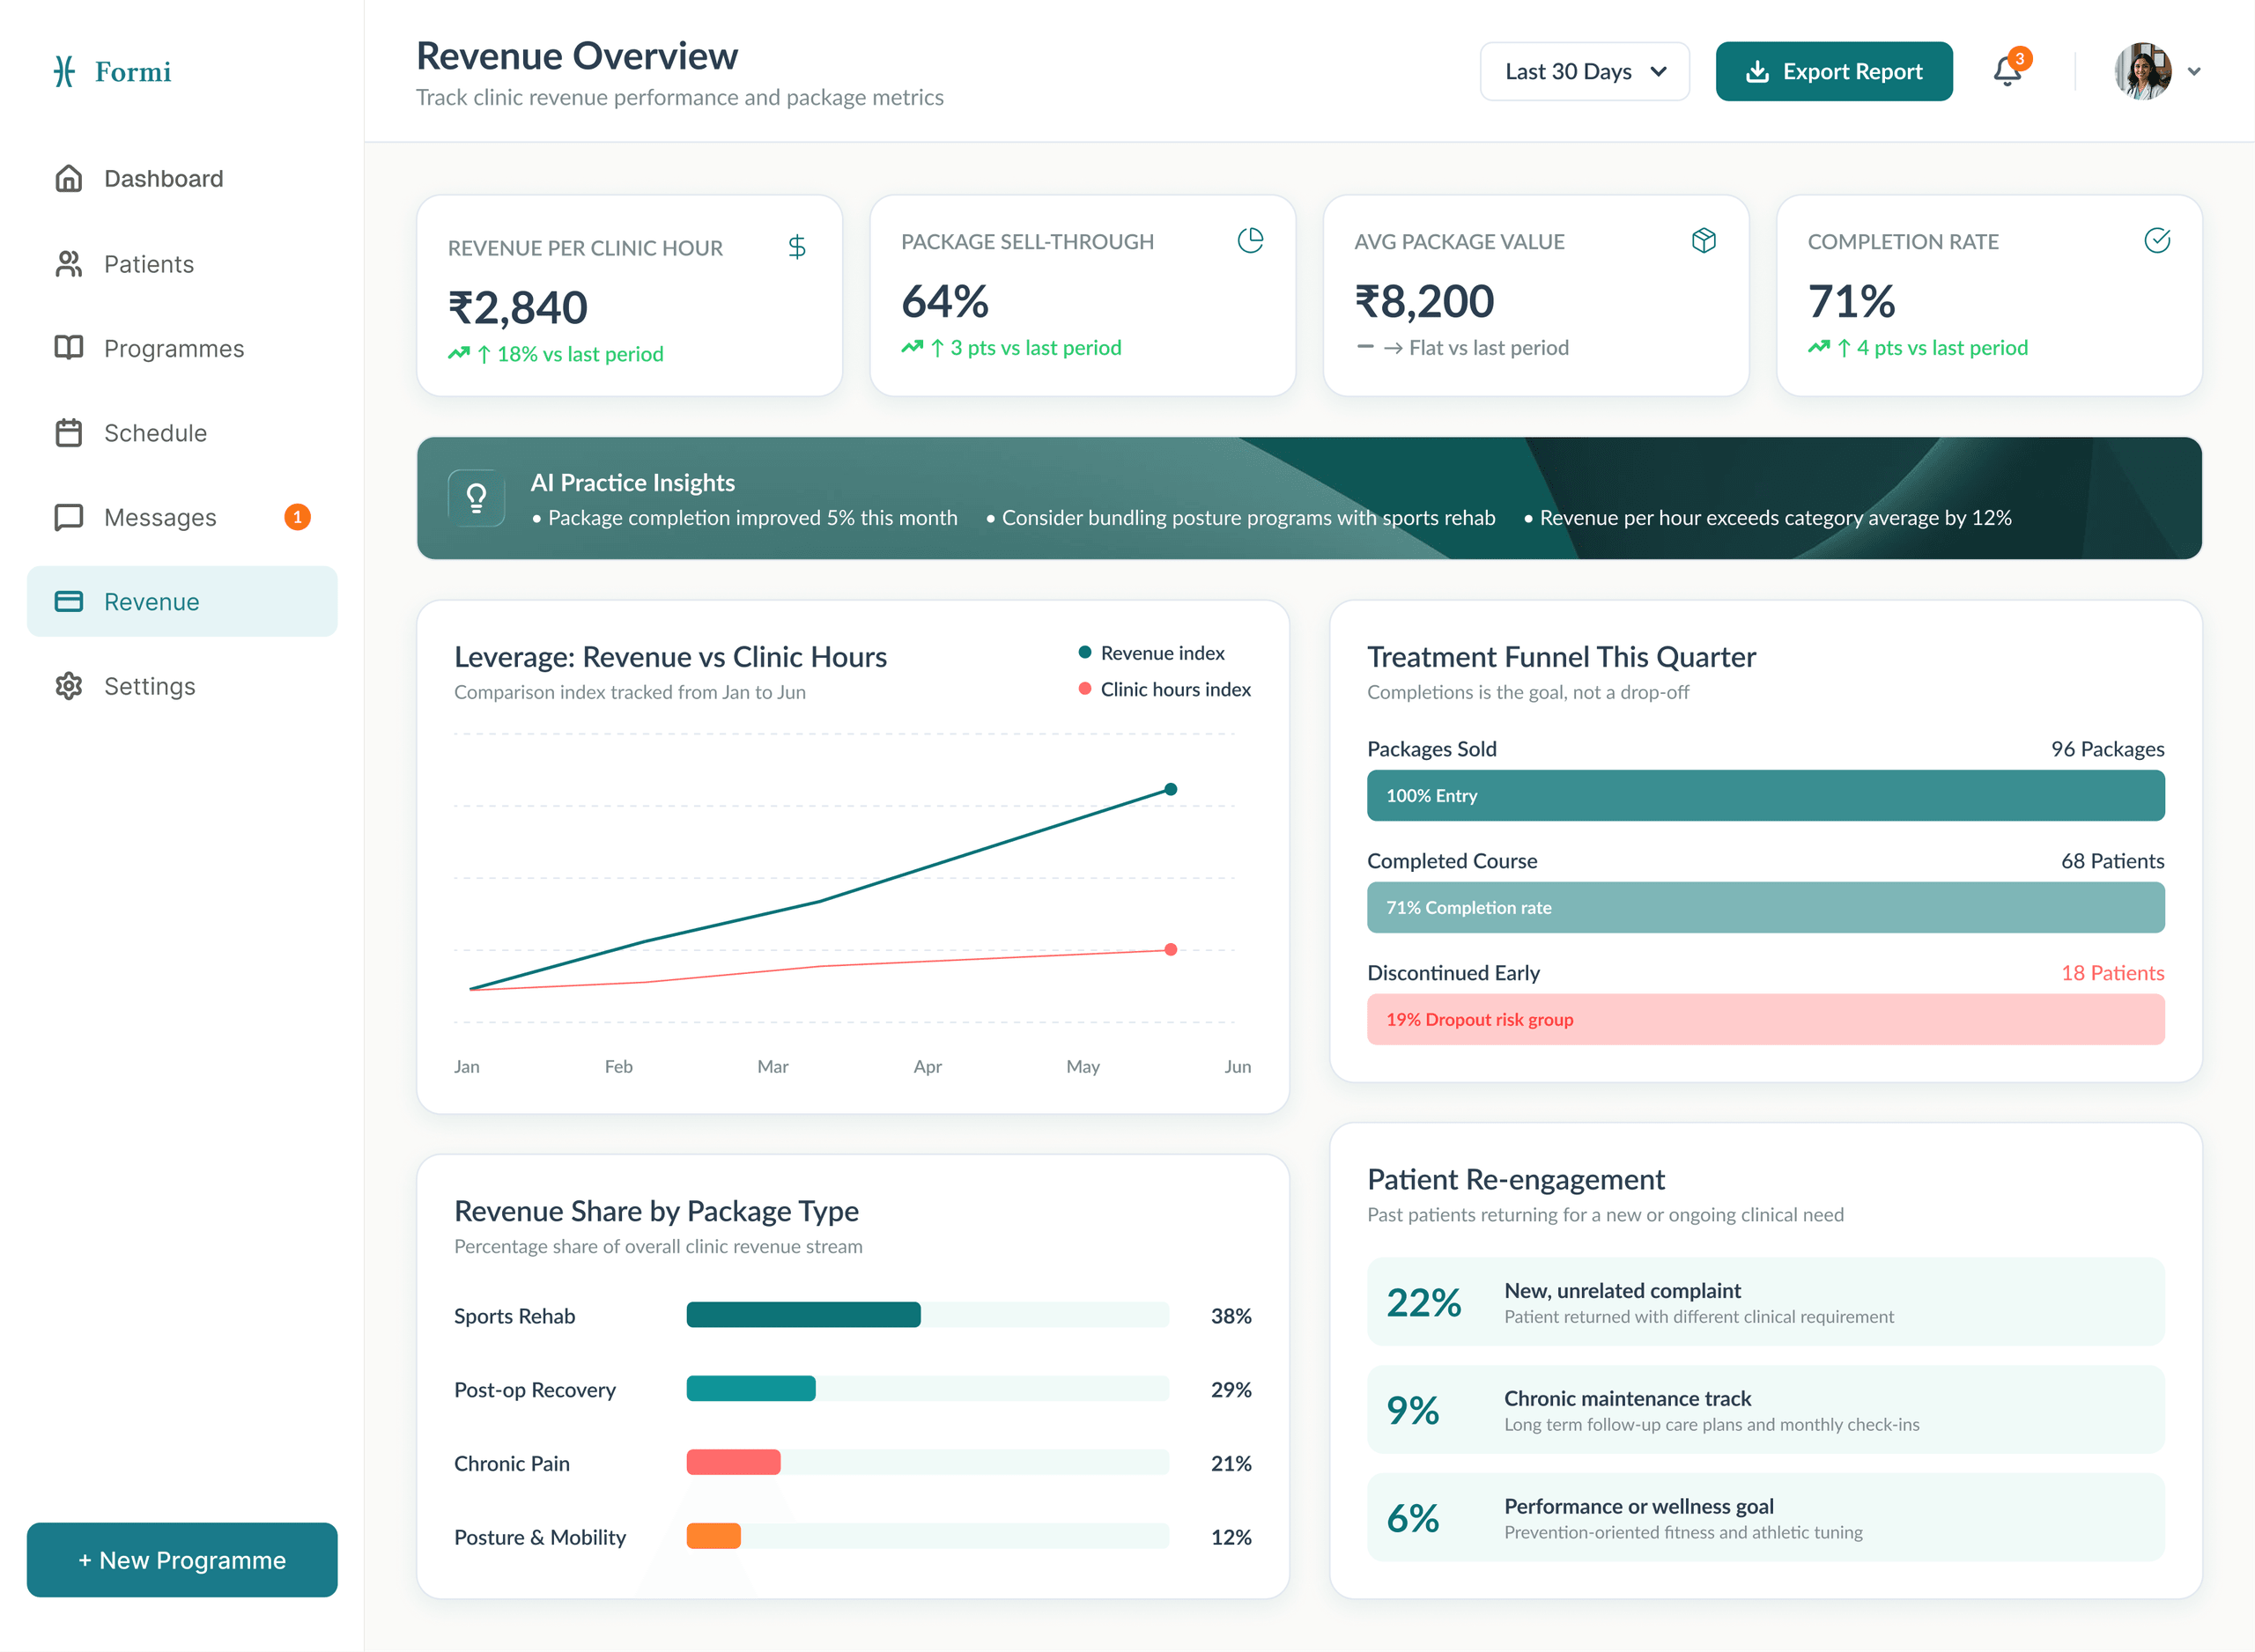 Formi
Dashboard
Patients
Programmes
Schedule
Messages 1
Revenue
Settings
+ New Programme
Revenue Overview
Track clinic revenue performance and package metrics
Last 30 Days
Export Report
3
REVENUE PER CLINIC HOUR
₹2,840
↑ 18% vs last period
PACKAGE SELL-THROUGH
64%
↑ 3 pts vs last period
AVG PACKAGE VALUE
₹8,200
→ Flat vs last period
COMPLETION RATE
71%
↑ 4 pts vs last period
AI Practice Insights
• Package completion improved 5% this month • Consider bundling posture programs with sports rehab • Revenue per hour exceeds category average by 12%
Leverage: Revenue vs Clinic Hours
Comparison index tracked from Jan to Jun
Revenue index
Clinic hours index
Jan Feb Mar Apr May Jun
Treatment Funnel This Quarter
Completions is the goal, not a drop-off
Packages Sold 96 Packages
100% Entry
Completed Course 68 Patients
71% Completion rate
Discontinued Early 18 Patients
19% Dropout risk group
Revenue Share by Package Type
Percentage share of overall clinic revenue stream
Sports Rehab 38%
Post-op Recovery 29%
Chronic Pain 21%
Posture & Mobility 12%
Patient Re-engagement
Past patients returning for a new or ongoing clinical need
22%
New, unrelated complaint
Patient returned with different clinical requirement
9%
Chronic maintenance track
Long term follow-up care plans and monthly check-ins
6%
Performance or wellness goal
Prevention-oriented fitness and athletic tuning